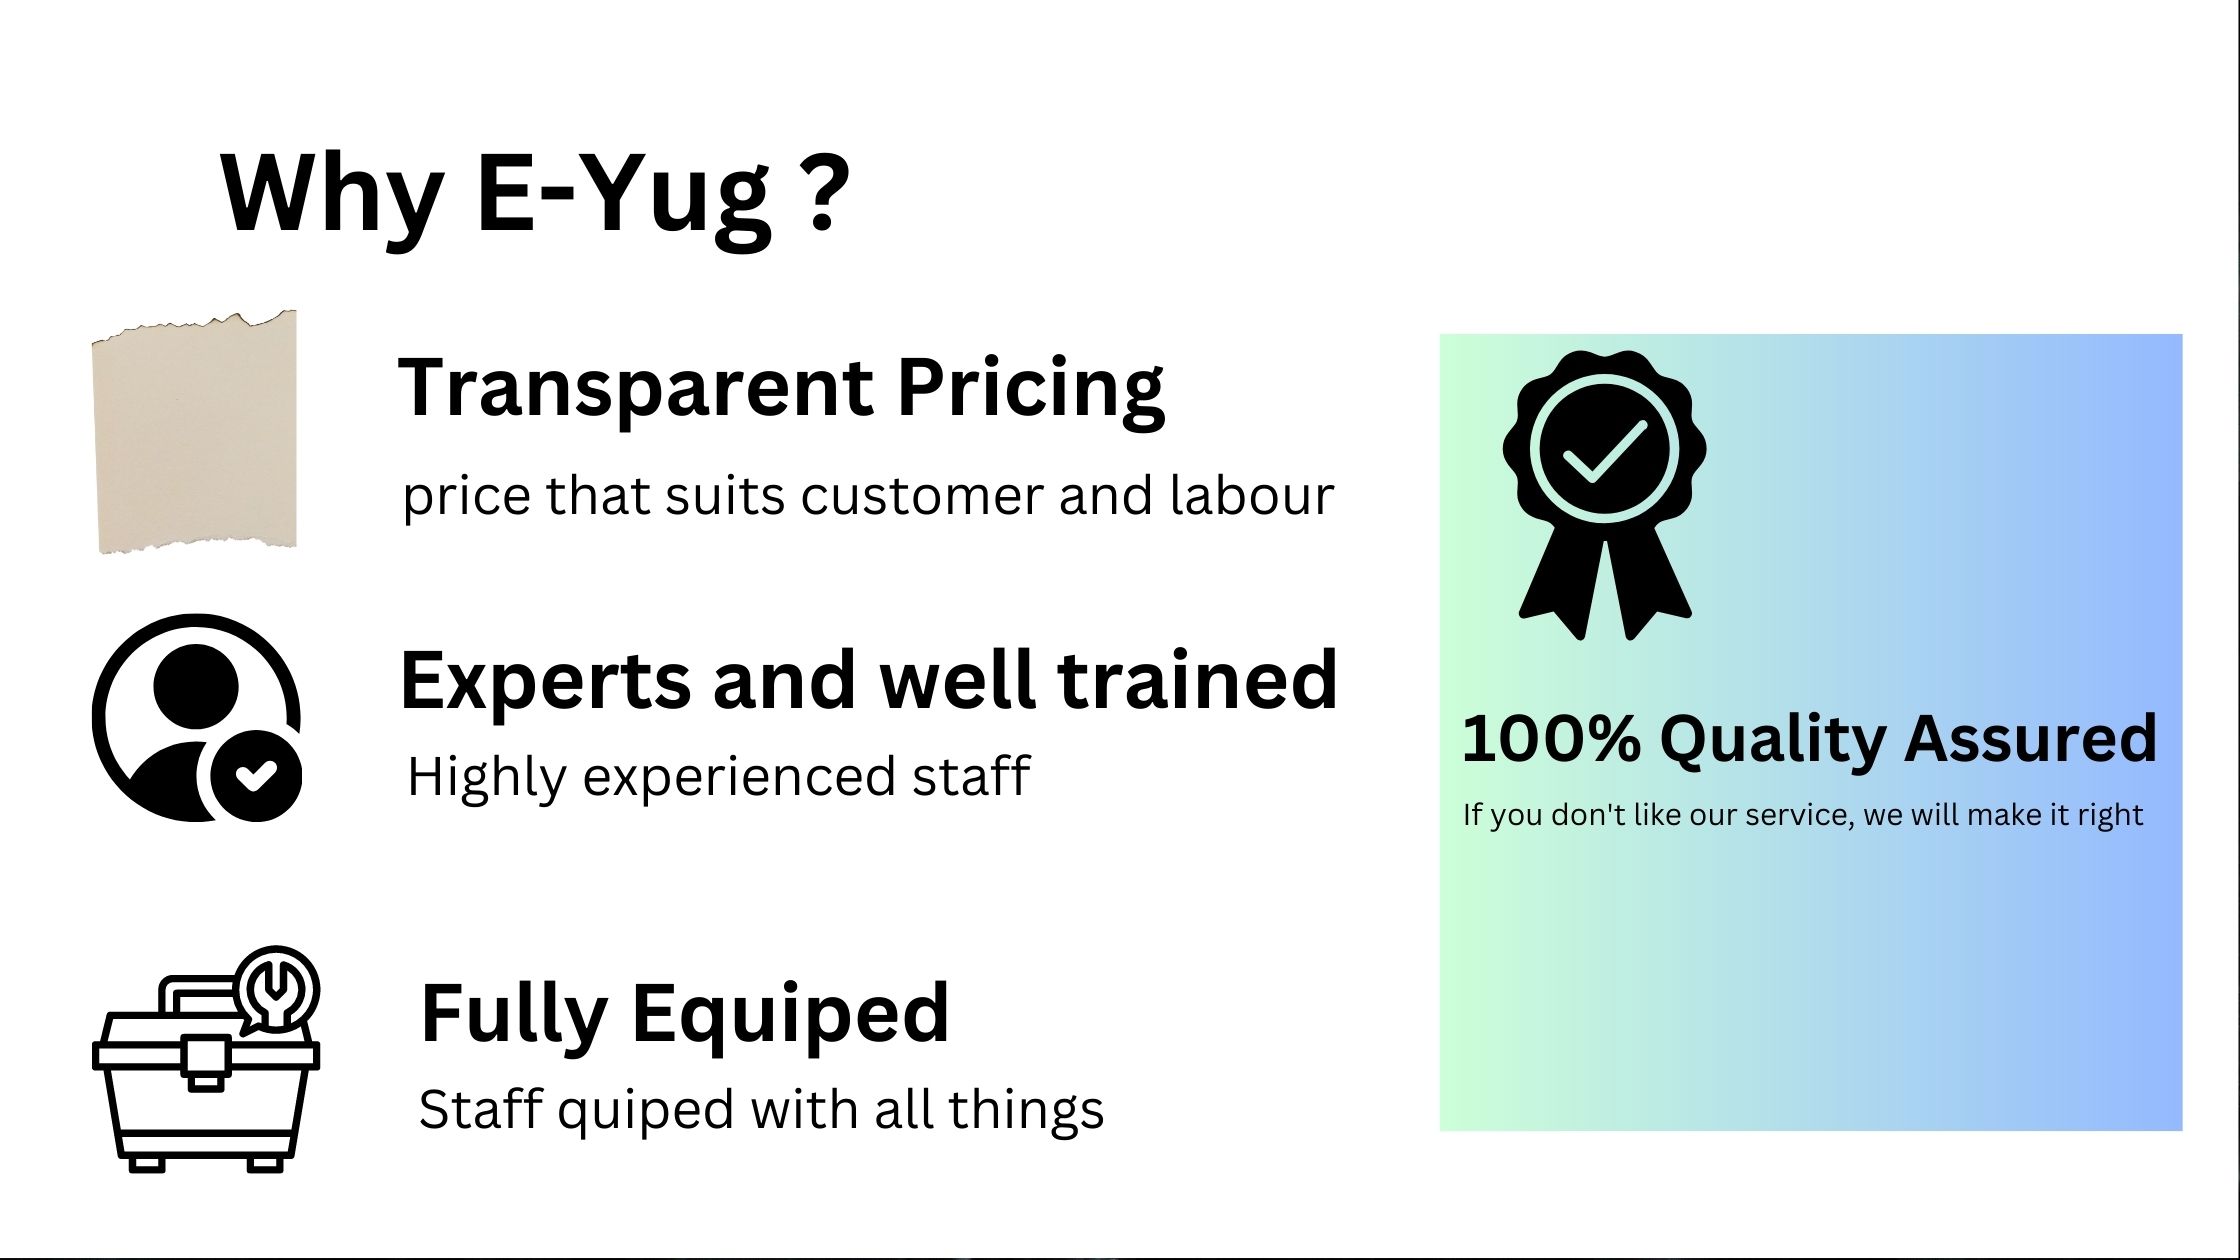 Why E-Yug ?
Transparent Pricing
price that suits customer and labour
Experts and well trained
Highly experienced staff
Fully Equiped
Staff quiped with all things
100% Quality Assured
If you don't like our service, we will make it right